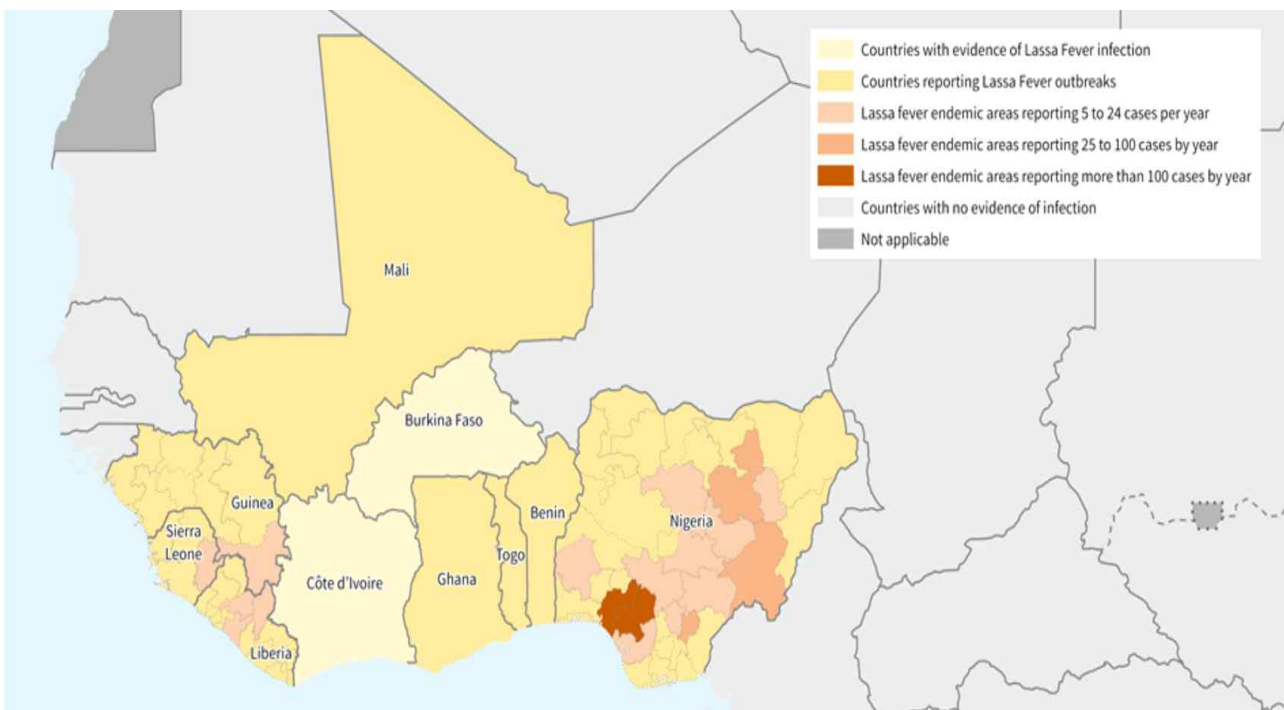 Countries with evidence of Lassa Fever infection
Countries reporting Lassa Fever outbreaks
Lassa fever endemic areas reporting 5 to 24 cases per year
Lassa fever endemic areas reporting 25 to 100 cases by year
Lassa fever endemic areas reporting more than 100 cases by year
Countries with no evidence of infection
Not applicable
Mali
Burkina Faso
Guinea
Benin
Nigeria
Sierra
Leone
Togo
Côte d'Ivoire
Ghana
Liberia